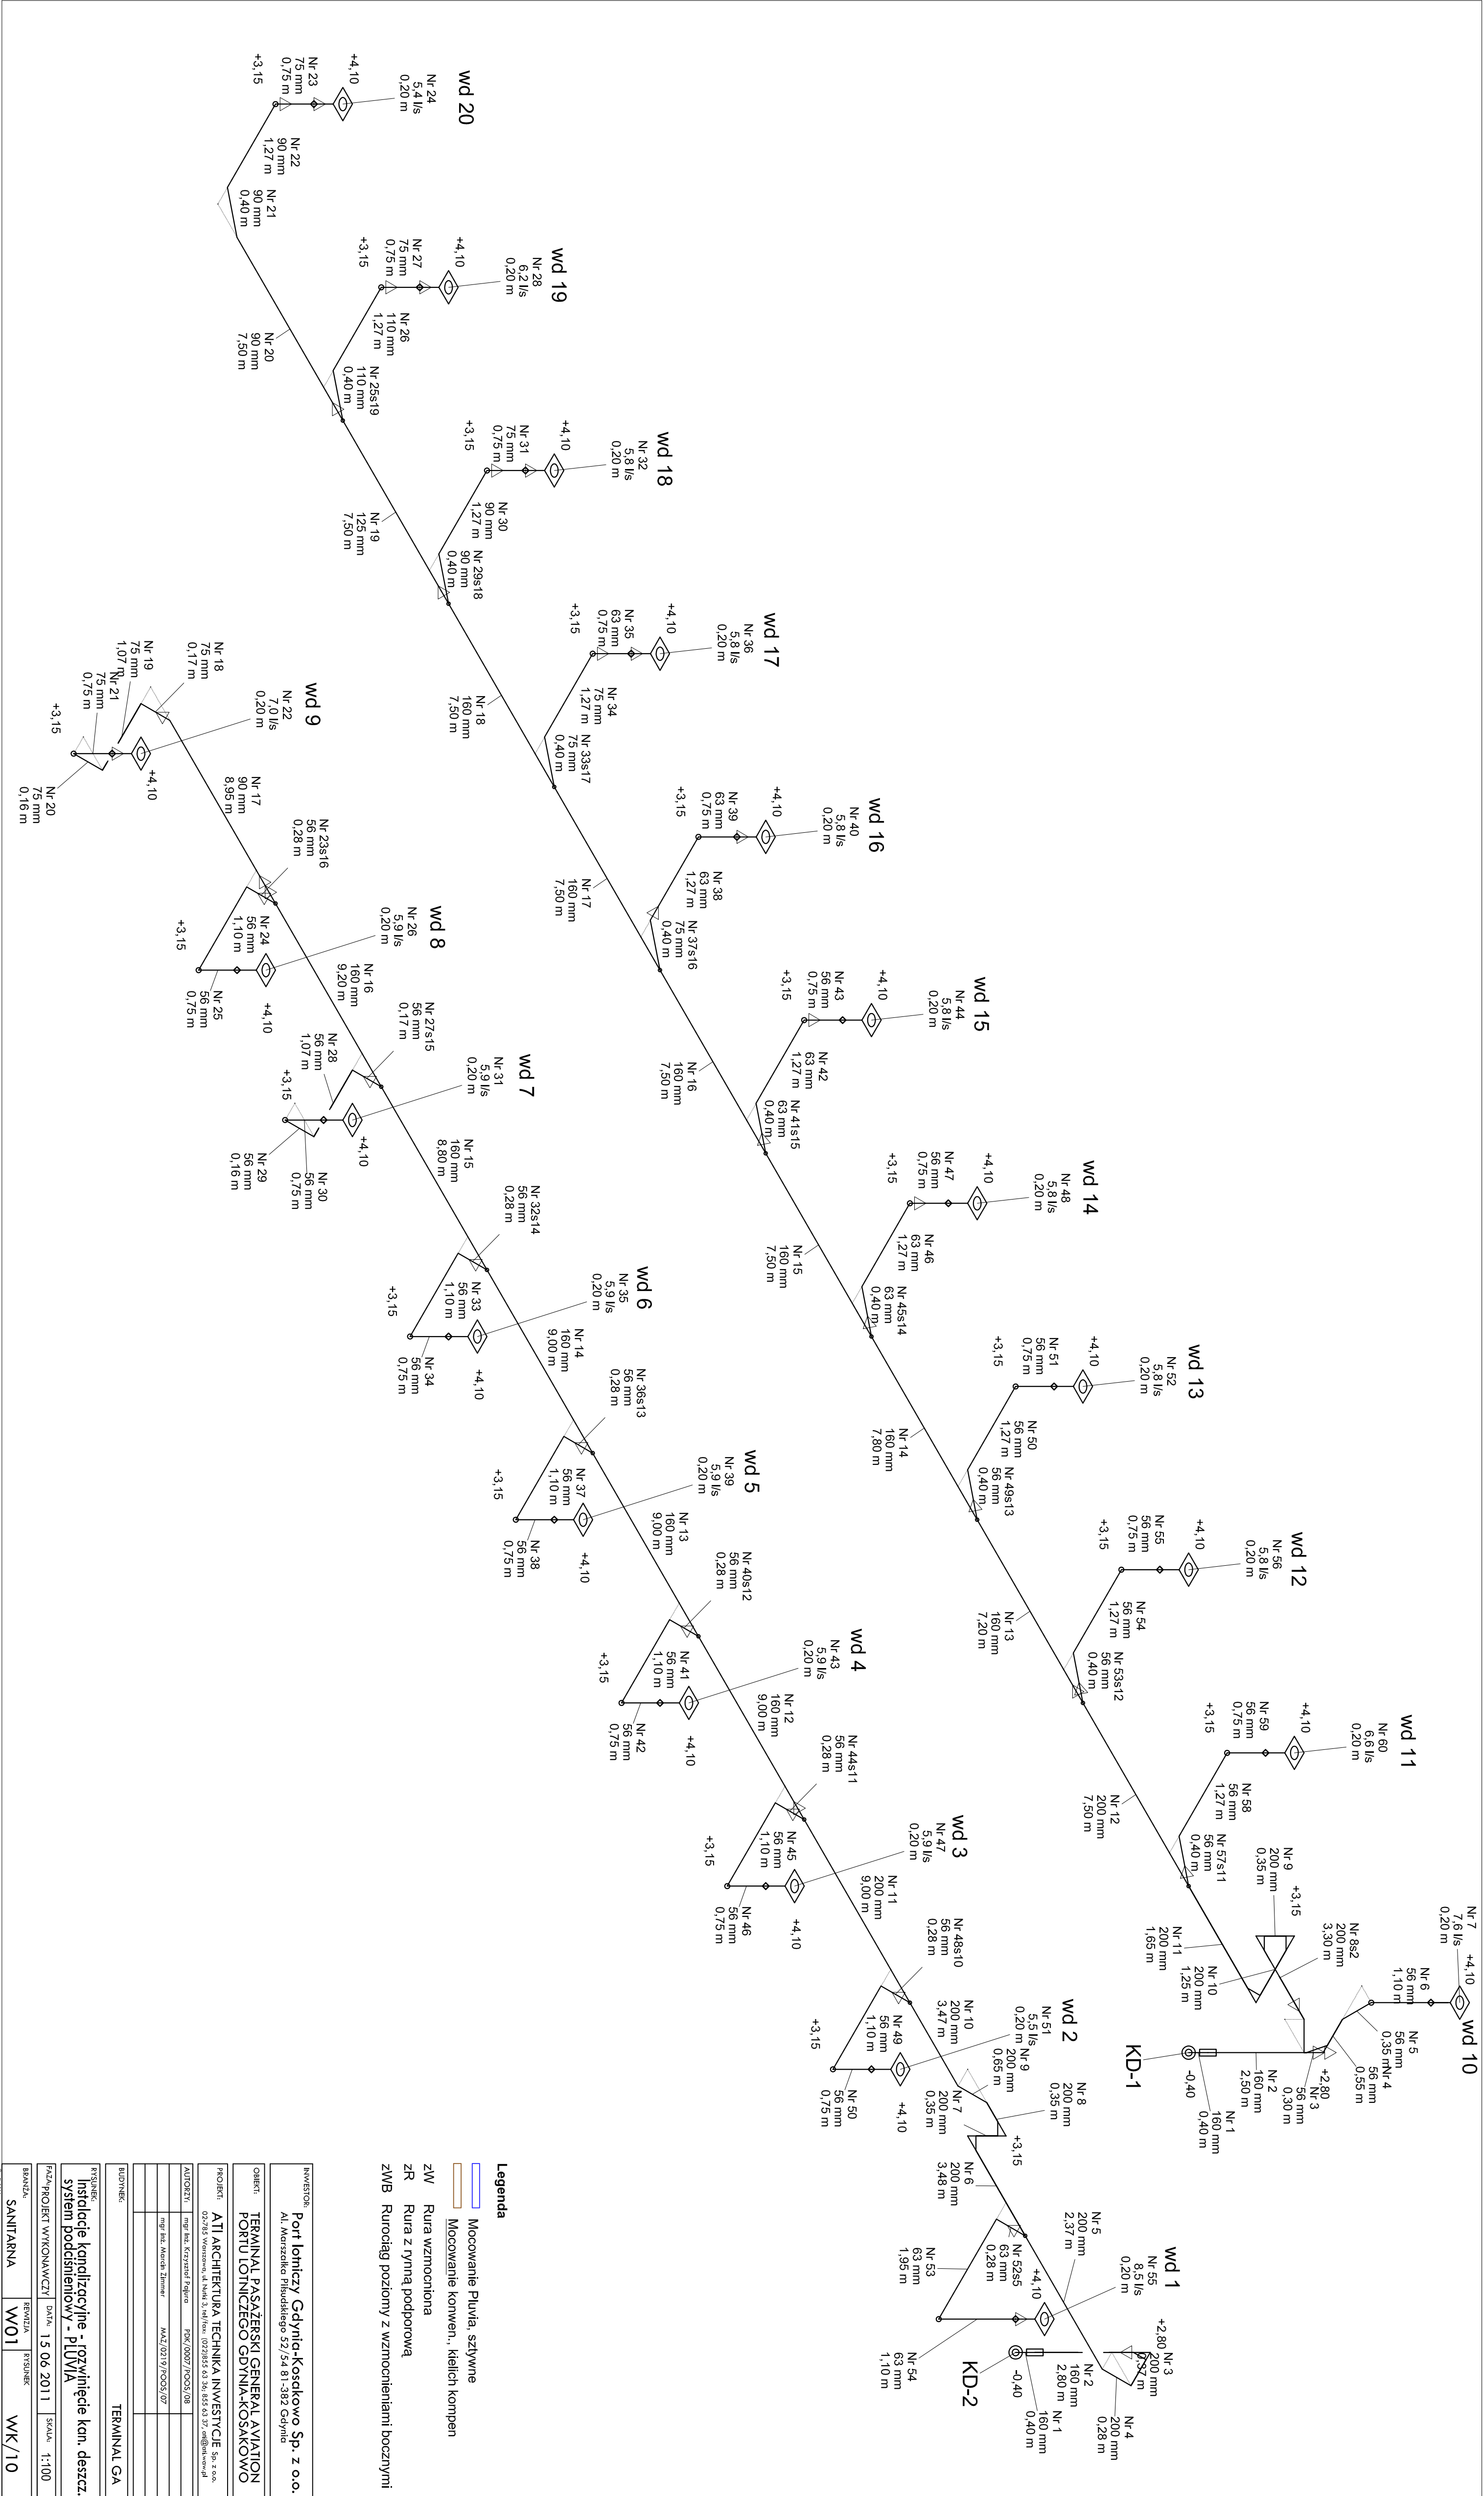 wd 20
Nr 24
5,4 l/s
0,20 m
+4,10
Nr 23
75 mm
0,75 m
+3,15
Nr 22
90 mm
1,27 m
Nr 21
90 mm
0,40 m
Nr 20
90 mm
7,50 m
wd 19
Nr 28
6,2 l/s
0,20 m
+4,10
Nr 27
75 mm
0,75 m
+3,15
Nr 26
110 mm
1,27 m
Nr 25s19
110 mm
0,40 m
Nr 19
125 mm
7,50 m
wd 18
Nr 32
5,8 l/s
0,20 m
+4,10
Nr 31
75 mm
0,75 m
+3,15
Nr 30
90 mm
1,27 m
Nr 29s18
90 mm
0,40 m
Nr 18
160 mm
7,50 m
wd 17
Nr 36
5,8 l/s
0,20 m
+4,10
Nr 35
63 mm
0,75 m
+3,15
Nr 34
75 mm
1,27 m
Nr 33s17
75 mm
0,40 m
Nr 17
160 mm
7,50 m
wd 16
Nr 40
5,8 l/s
0,20 m
+4,10
Nr 39
63 mm
0,75 m
+3,15
Nr 38
63 mm
1,27 m
Nr 37s16
75 mm
0,40 m
Nr 16
160 mm
7,50 m
wd 15
Nr 44
5,8 l/s
0,20 m
+4,10
Nr 43
56 mm
0,75 m
+3,15
Nr 42
63 mm
1,27 m
Nr 41s15
63 mm
0,40 m
Nr 15
160 mm
7,50 m
wd 14
Nr 48
5,8 l/s
0,20 m
+4,10
Nr 47
56 mm
0,75 m
+3,15
Nr 46
63 mm
1,27 m
Nr 45s14
63 mm
0,40 m
Nr 14
160 mm
7,80 m
wd 13
Nr 52
5,8 l/s
0,20 m
+4,10
Nr 51
56 mm
0,75 m
+3,15
Nr 50
56 mm
1,27 m
Nr 49s13
56 mm
0,40 m
Nr 13
160 mm
7,20 m
wd 12
Nr 56
5,8 l/s
0,20 m
+4,10
Nr 55
56 mm
0,75 m
+3,15
Nr 54
56 mm
1,27 m
Nr 53s12
56 mm
0,40 m
Nr 12
200 mm
7,50 m
wd 11
Nr 60
6,6 l/s
0,20 m
+4,10
Nr 59
56 mm
0,75 m
+3,15
Nr 58
56 mm
1,27 m
Nr 57s11
56 mm
0,40 m
Nr 11
200 mm
1,65 m
Nr 10
200 mm
1,25 m
Nr 9
200 mm
0,35 m
+3,15
Nr 8s2
200 mm
3,30 m
wd 10
Nr 7
7,6 l/s
0,20 m
+4,10
Nr 6
56 mm
1,10 m
Nr 5
56 mm
0,35 m
Nr 4
56 mm
0,55 m
+2,80
Nr 3
56 mm
0,30 m
Nr 2
160 mm
2,50 m
Nr 1
160 mm
0,40 m
-0,40
KD-1
wd 9
Nr 22
7,0 l/s
0,20 m
+4,10
Nr 18
75 mm
0,17 m
Nr 19
75 mm
1,07 m
Nr 21
75 mm
0,75 m
+3,15
Nr 20
75 mm
0,16 m
Nr 17
90 mm
8,95 m
Nr 23s16
56 mm
0,28 m
wd 8
Nr 26
5,9 l/s
0,20 m
+4,10
Nr 24
56 mm
1,10 m
+3,15
Nr 25
56 mm
0,75 m
Nr 16
160 mm
9,20 m
Nr 27s15
56 mm
0,17 m
wd 7
Nr 31
5,9 l/s
0,20 m
+4,10
Nr 28
56 mm
1,07 m
+3,15
Nr 29
56 mm
0,16 m
Nr 30
56 mm
0,75 m
Nr 15
160 mm
8,80 m
Nr 32s14
56 mm
0,28 m
wd 6
Nr 35
5,9 l/s
0,20 m
+4,10
Nr 33
56 mm
1,10 m
+3,15
Nr 34
56 mm
0,75 m
Nr 14
160 mm
9,00 m
Nr 36s13
56 mm
0,28 m
wd 5
Nr 39
5,9 l/s
0,20 m
+4,10
Nr 37
56 mm
1,10 m
+3,15
Nr 38
56 mm
0,75 m
Nr 13
160 mm
9,00 m
Nr 40s12
56 mm
0,28 m
wd 4
Nr 43
5,9 l/s
0,20 m
+4,10
Nr 41
56 mm
1,10 m
+3,15
Nr 42
56 mm
0,75 m
Nr 12
160 mm
9,00 m
Nr 44s11
56 mm
0,28 m
wd 3
Nr 47
5,9 l/s
0,20 m
+4,10
Nr 45
56 mm
1,10 m
+3,15
Nr 46
56 mm
0,75 m
Nr 11
200 mm
9,00 m
Nr 48s10
56 mm
0,28 m
wd 2
Nr 51
5,5 l/s
0,20 m
+4,10
Nr 49
56 mm
1,10 m
+3,15
Nr 50
56 mm
0,75 m
Nr 10
200 mm
3,47 m
Nr 9
200 mm
0,65 m
Nr 8
200 mm
0,35 m
Nr 7
200 mm
0,35 m
+3,15
Nr 6
200 mm
3,48 m
wd 1
Nr 55
8,5 l/s
0,20 m
+4,10
Nr 52s5
63 mm
0,28 m
Nr 53
63 mm
1,95 m
Nr 54
63 mm
1,10 m
Nr 5
200 mm
2,37 m
Nr 4
200 mm
0,28 m
+2,80
Nr 3
200 mm
0,37 m
Nr 2
160 mm
2,80 m
Nr 1
160 mm
0,40 m
-0,40
KD-2
Legenda
Mocowanie Pluvia, sztywne
Mocowanie konwen., kielich kompen
zW Rura wzmocniona
zR Rura z rynną podporową
zWB Rurociąg poziomy z wzmocnieniami bocznymi
INWESTOR:
Port lotniczy Gdynia-Kosakowo Sp. z o.o.
Al. Marszałka Piłsudskiego 52/54 81-382 Gdynia
OBIEKT:
TERMINAL PASAŻERSKI GENERAL AVIATION
PORTU LOTNICZEGO GDYNIA-KOSAKOWO
PROJEKT:
ATI ARCHITEKTURA TECHNIKA INWESTYCJE Sp. z o.o.
02-785 Warszawa, ul. Nutki 3, tel/fax: (022)855 63 36; 855 63 37, ati@ati.waw.pl
AUTORZY:
mgr inż. Krzysztof Pajura PDK/0007/POOS/08
mgr inż. Marcin Zimmer MAZ/0219/POOS/07
BUDYNEK:
TERMINAL GA
RYSUNEK:
Instalacje kanalizacyjne - rozwinięcie kan. deszcz.
system podciśnieniowy - PLUVIA
FAZA: PROJEKT WYKONAWCZY
DATA: 15 06 2011
SKALA: 1:100
BRANŻA: SANITARNA
REWIZJA W01
RYSUNEK WK/10